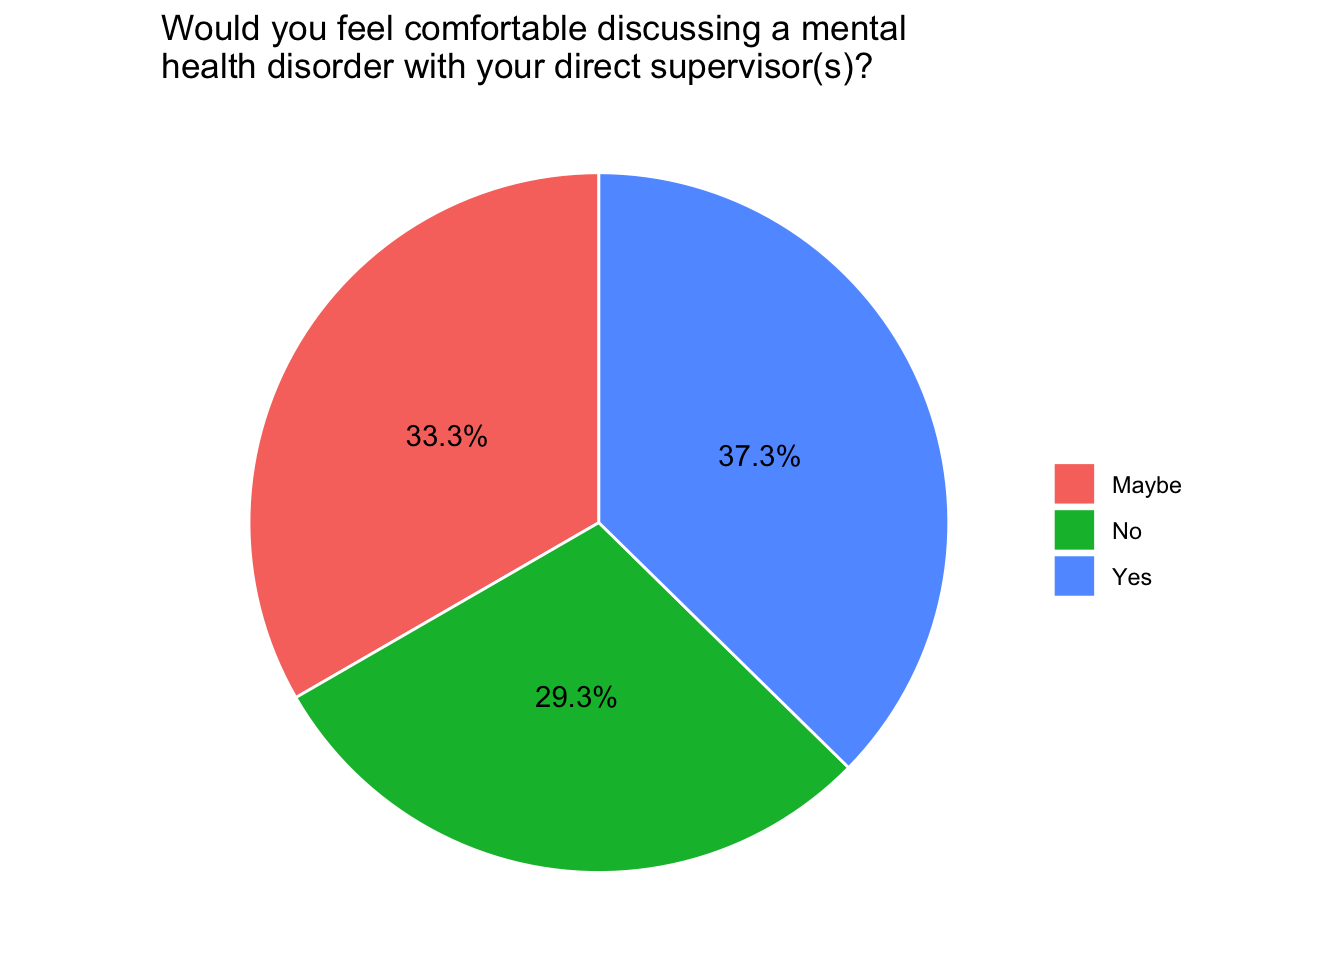 Would you feel comfortable discussing a mental
health disorder with your direct supervisor(s)?
33.3%
37.3%
29.3%
Maybe
No
Yes